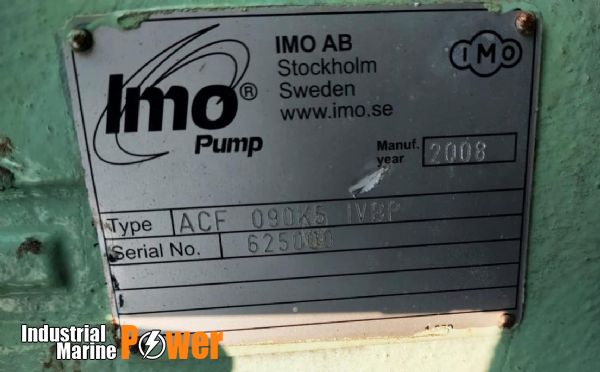 Imo® Pump
IMO AB
Stockholm
Sweden
www.imo.se
IMO
Manuf. year 2008
Type ACF 090K5 IVBP
Serial No. 625000
Industrial Marine Power